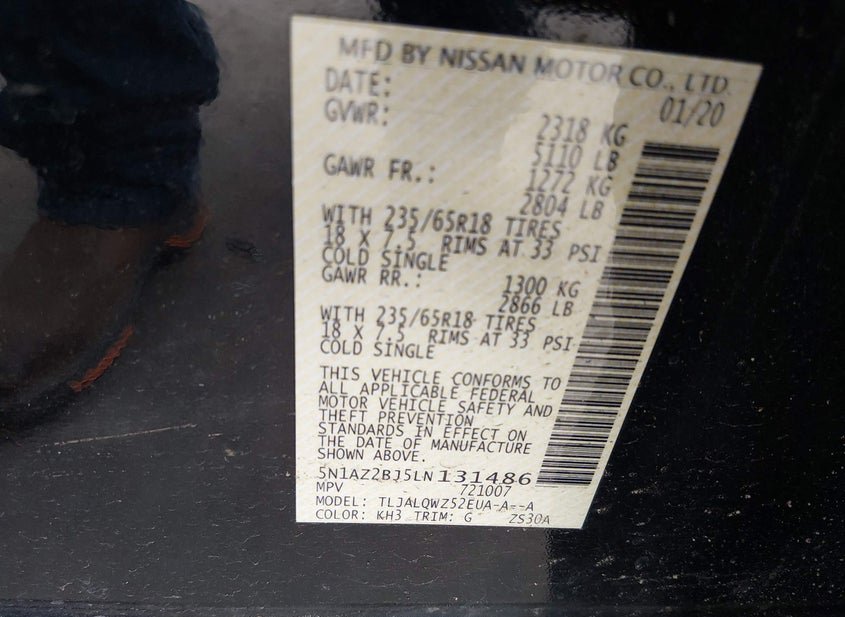 MFD BY NISSAN MOTOR CO., LTD.
DATE: 01/20
GVWR: 2318 KG
5110 LB
GAWR FR.: 1272 KG
2804 LB
WITH 235/65R18 TIRES
18 X 7.5 RIMS AT 33 PSI
COLD SINGLE
GAWR RR.: 1300 KG
2866 LB
WITH 235/65R18 TIRES
18 X 7.5 RIMS AT 33 PSI
COLD SINGLE
THIS VEHICLE CONFORMS TO
ALL APPLICABLE FEDERAL
MOTOR VEHICLE SAFETY AND
THEFT PREVENTION
STANDARDS IN EFFECT ON
THE DATE OF MANUFACTURE
SHOWN ABOVE.
5N1AZ2BJ5LN131486
MPV 721007
MODEL: TLJALQWZ52EUA-A--A
COLOR: KH3 TRIM: G ZS30A